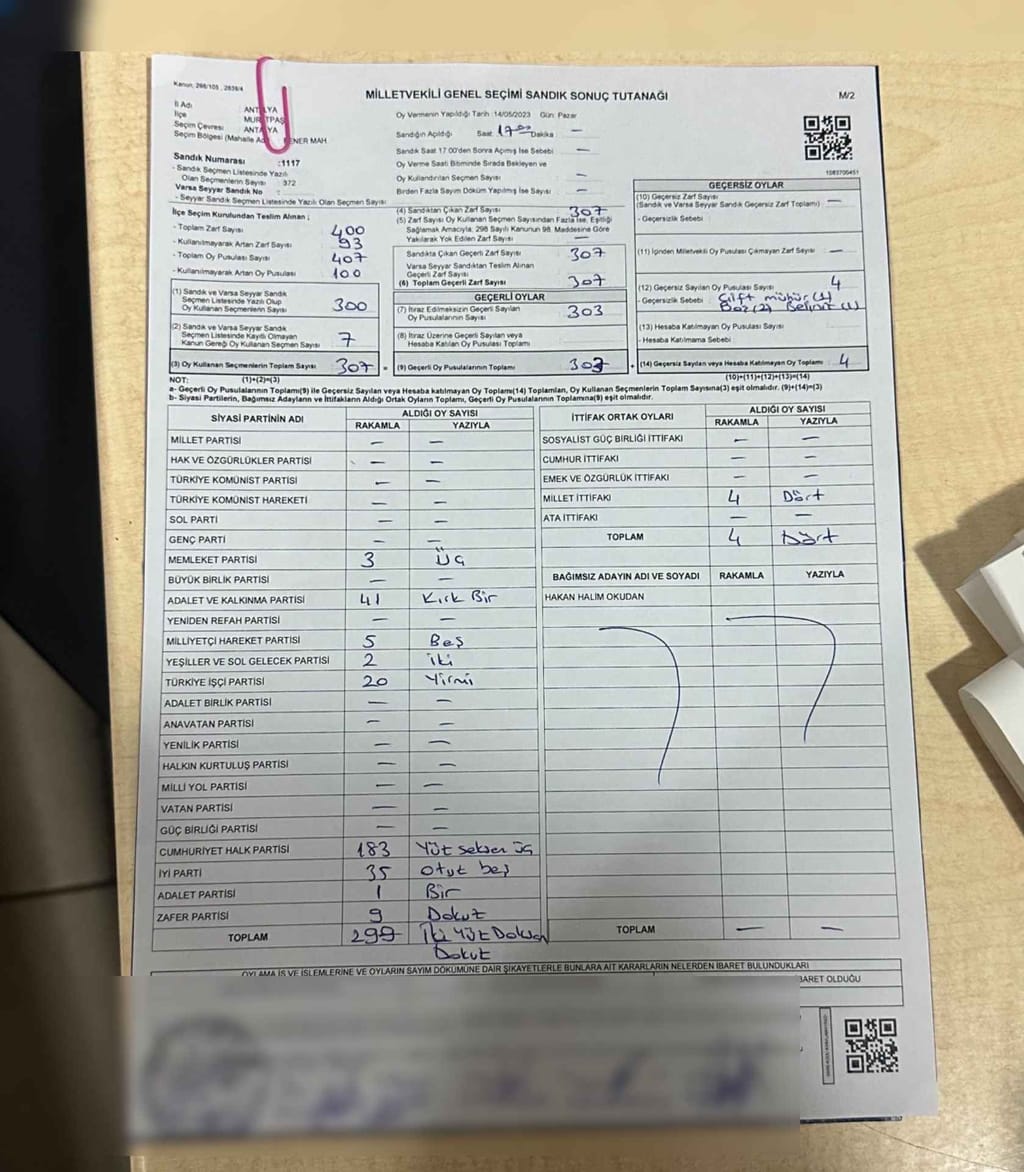 Kanun: 298/105, 2839/4
MİLLETVEKİLİ GENEL SEÇİMİ SANDIK SONUÇ TUTANAĞI
M/2
İl Adı ANTALYA
İlçe MURATPAŞ
Seçim Çevresi ANTALYA
Seçim Bölgesi (Mahalle Ad ENER MAH
Oy Vermenin Yapıldığı Tarih 14/05/2023 Gün: Pazar
Sandığın Açıldığı Saat 17:00 Dakika —
Sandık Saat 17:00'den Sonra Açımış İse Sebebi —
Oy Verme Saati Bitiminde Sırada Bekleyen ve
Oy Kullandırılan Seçmen Sayısı —
Birden Fazla Sayım Döküm Yapılmış İse Sayısı —
1583700451
Sandık Numarası :1117
- Sandık Seçmen Listesinde Yazılı
Olan Seçmenlerin Sayısı 372
Varsa Seyyar Sandık No :
- Seyyar Sandık Seçmen Listesinde Yazılı Olan Seçmen Sayısı
İlçe Seçim Kurulundan Teslim Alınan ;
- Toplam Zarf Sayısı 400
- Kullanılmayarak Artan Zarf Sayısı 93
- Toplam Oy Pusulası Sayısı 407
- Kullanılmayarak Artan Oy Pusulası 100
(1) Sandık ve Varsa Seyyar Sandık
Seçmen Listesinde Yazılı Olup
Oy Kullanan Seçmenlerin Sayısı 300
(2) Sandık ve Varsa Seyyar Sandık
Seçmen Listesinde Kayıtlı Olmayan
Kanun Gereği Oy Kullanan Seçmen Sayısı 7
(3) Oy Kullanan Seçmenlerin Toplam Sayısı 307 =
(4) Sandıktan Çıkan Zarf Sayısı 307
(5) Zarf Sayısı Oy Kullanan Seçmen Sayısından Fazla İse, Eşitliği
Sağlamak Amacıyla; 298 Sayılı Kanunun 98. Maddesine Göre
Yakılarak Yok Edilen Zarf Sayısı —
Sandıkta Çıkan Geçerli Zarf Sayısı 307
Varsa Seyyar Sandıktan Teslim Alınan
Geçerli Zarf Sayısı —
(6) Toplam Geçerli Zarf Sayısı 307
GEÇERLİ OYLAR
(7) İtiraz Edilmeksizin Geçerli Sayılan
Oy Pusulasının Sayısı 303
(8) İtiraz Üzerine Geçerli Sayılan veya
Hesaba Katılan Oy Pusulası Toplamı
(9) Geçerli Oy Pusulası Toplamı 303 +
GEÇERSİZ OYLAR
(10) Geçersiz Zarf Sayısı
(Sandık ve Varsa Seyyar Sandık Geçersiz Zarf Toplamı) —
- Geçersizlik Sebebi
(11) İçinden Milletvekili Oy Pusulası Çıkmayan Zarf Sayısı —
(12) Geçersiz Sayılan Oy Pusulası Sayısı 4
- Geçersizlik Sebebi Çift mühür (1)
Boş (2) (1)
(13) Hesaba Katılmayan Oy Pusulası Sayısı
- Hesaba Katılmama Sebebi
(14) Geçersiz Sayılan veya Hesaba Katılmayan Oy Toplamı 4
NOT: (1)+(2)=(3) (10)+(11)+(12)+(13)=(14)
a- Geçerli Oy Pusulalarının Toplamı(9) ile Geçersiz Sayılan veya Hesaba katılmayan Oy Toplamı(14) Toplamları, Oy Kullanan Seçmenlerin Toplam Sayısına(3) eşit olmalıdır. (9)+(14)=(3)
b- Siyasi Partilerin, Bağımsız Adayların ve İttifakların Aldığı Ortak Oyların Toplamı, Geçerli Oy Pusulalarının Toplamına(9) eşit olmalıdır.
SİYASİ PARTİNİN ADI ALDIĞI OY SAYISI
RAKAMLA YAZIYLA
MİLLET PARTİSİ — —
HAK VE ÖZGÜRLÜKLER PARTİSİ — —
TÜRKİYE KOMÜNİST PARTİSİ — —
TÜRKİYE KOMÜNİST HAREKETİ — —
SOL PARTİ — —
GENÇ PARTİ — —
MEMLEKET PARTİSİ 3 Üç
BÜYÜK BİRLİK PARTİSİ — —
ADALET VE KALKINMA PARTİSİ 41 Kırk Bir
YENİDEN REFAH PARTİSİ — —
MİLLİYETÇİ HAREKET PARTİSİ 5 Beş
YEŞİLLER VE SOL GELECEK PARTİSİ 2 iki
TÜRKİYE İŞÇİ PARTİSİ 20 Yirmi
ADALET BİRLİK PARTİSİ — —
ANAVATAN PARTİSİ — —
YENİLİK PARTİSİ — —
HALKIN KURTULUŞ PARTİSİ — —
MİLLİ YOL PARTİSİ — —
VATAN PARTİSİ — —
GÜÇ BİRLİĞİ PARTİSİ — —
CUMHURİYET HALK PARTİSİ 183 Yüz seksen üç
İYİ PARTİ 35 otuz beş
ADALET PARTİSİ 1 Bir
ZAFER PARTİSİ 9 Dokuz
TOPLAM 299 İki Yüz Doksan
Dokuz
İTTİFAK ORTAK OYLARI ALDIĞI OY SAYISI
RAKAMLA YAZIYLA
SOSYALİST GÜÇ BİRLİĞİ İTTİFAKI — —
CUMHUR İTTİFAKI — —
EMEK VE ÖZGÜRLÜK İTTİFAKI — —
MİLLET İTTİFAKI 4 Dört
ATA İTTİFAKI — —
TOPLAM 4 Dört
BAĞIMSIZ ADAYIN ADI VE SOYADI RAKAMLA YAZIYLA
HAKAN HALİM OKUDAN
TOPLAM — —
OYLAMA İŞ VE İŞLEMLERİNE VE OYLARIN SAYIM DÖKÜMÜNE DAİR ŞİKAYETLERLE BUNLARA AİT KARARLARIN NELERDEN İBARET BULUNDUKLARI
BARET OLDUĞU